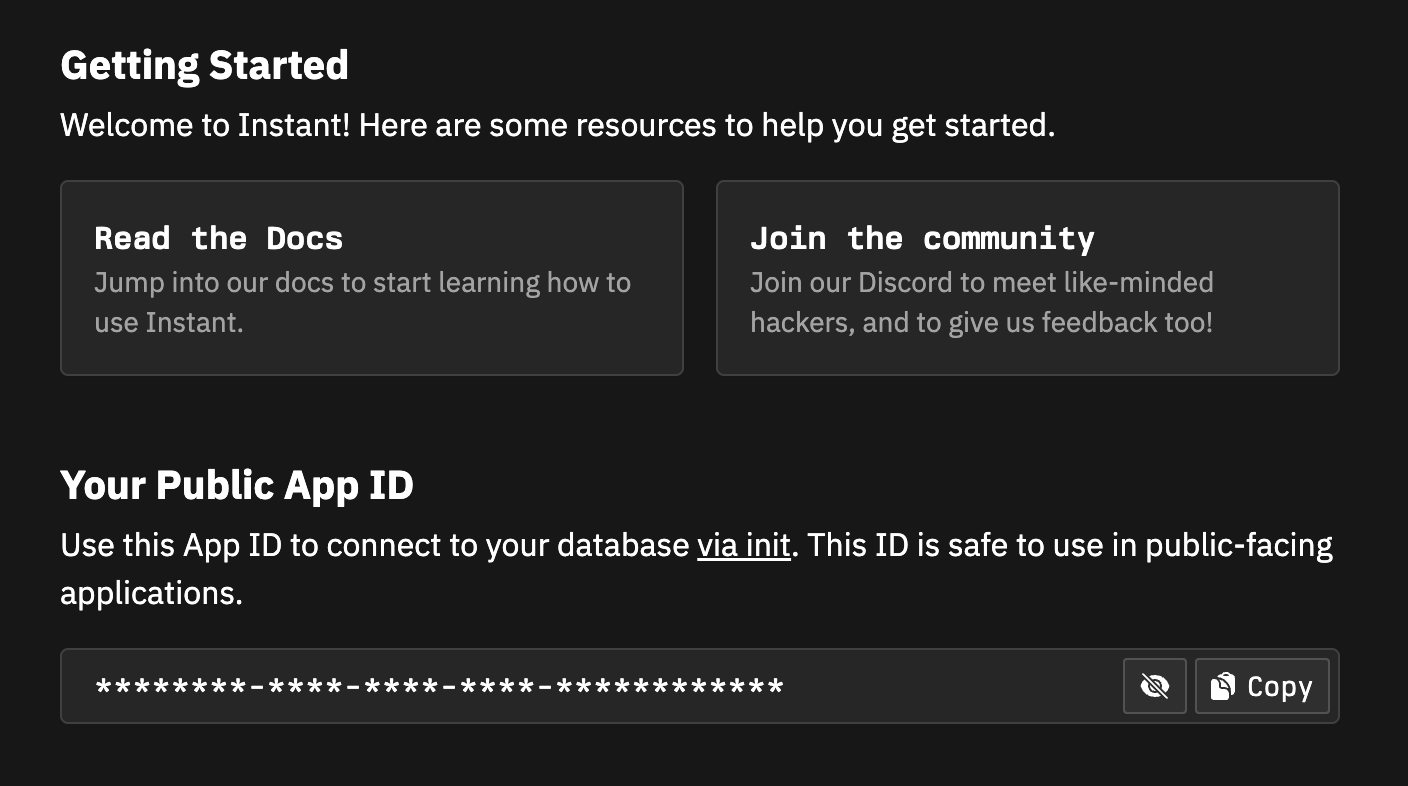 Getting Started
Welcome to Instant! Here are some resources to help you get started.
Read the Docs
Jump into our docs to start learning how to
use Instant.
Join the community
Join our Discord to meet like-minded
hackers, and to give us feedback too!
Your Public App ID
Use this App ID to connect to your database via init. This ID is safe to use in public-facing
applications.
********-****-****-****-************
Copy